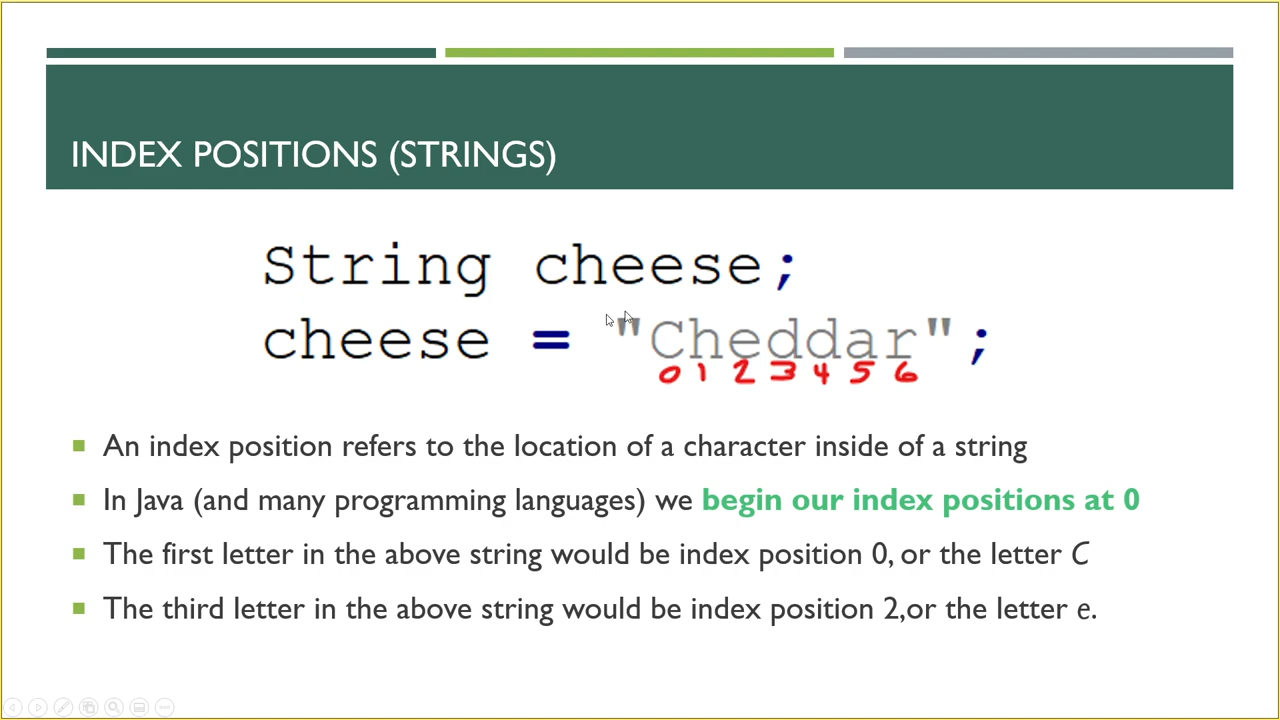 INDEX POSITIONS (STRINGS)
String cheese;
cheese = "Cheddar";
0 1 2 3 4 5 6
An index position refers to the location of a character inside of a string
In Java (and many programming languages) we begin our index positions at 0
The first letter in the above string would be index position 0, or the letter C
The third letter in the above string would be index position 2,or the letter e.